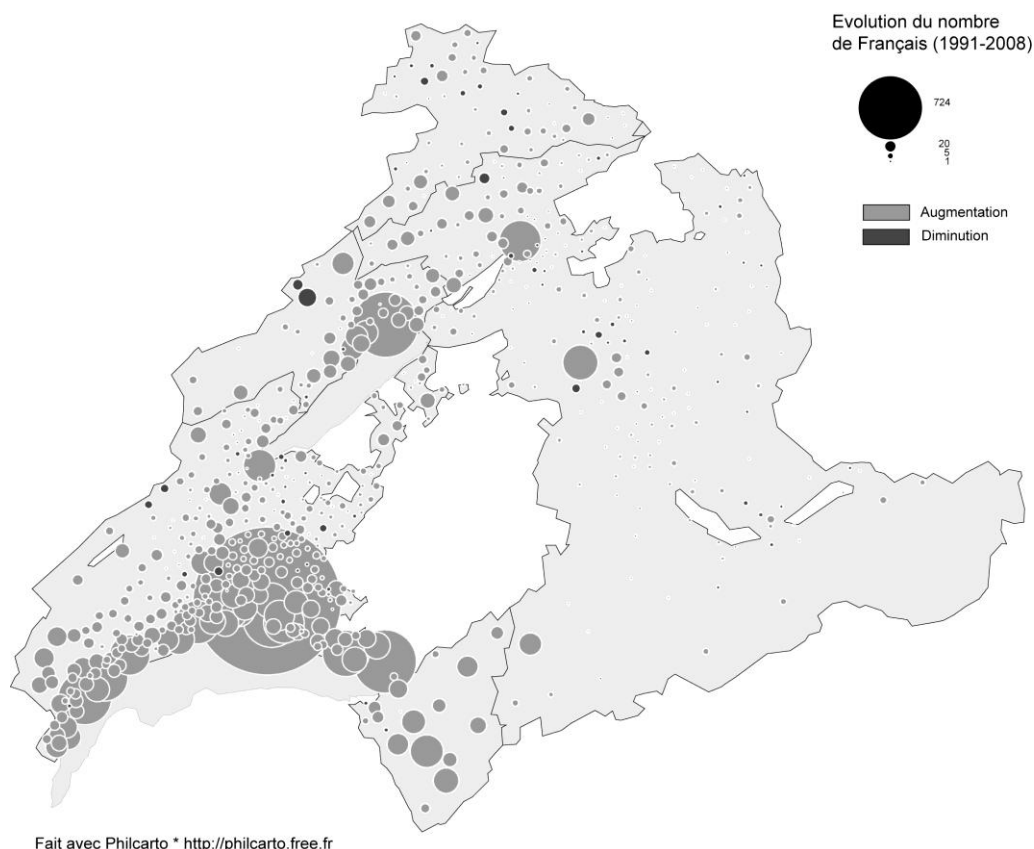 Evolution du nombre
de Français (1991-2008)
724
20
5
1
Augmentation
Diminution
Fait avec Philcarto * http://philcarto.free.fr